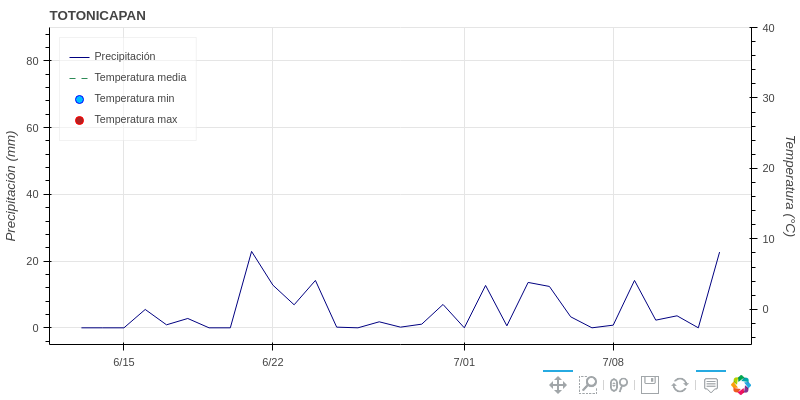 TOTONICAPAN
Precipitación
Temperatura media
Temperatura min
Temperatura max
Precipitación (mm)
80
60
40
20
0
Temperatura (°C)
40
30
20
10
0
6/15
6/22
7/01
7/08